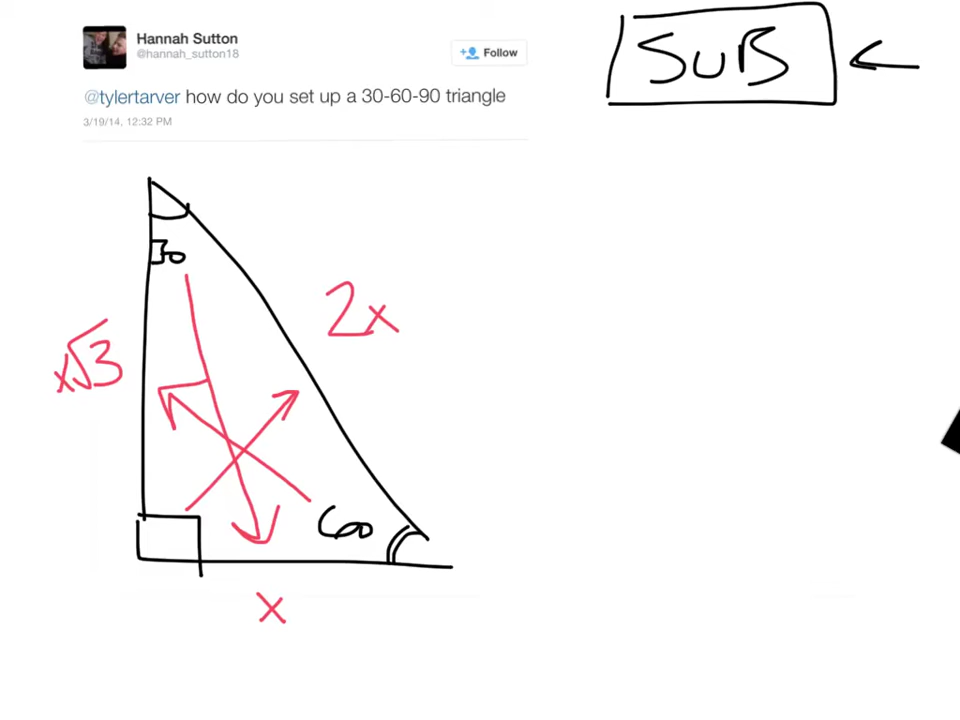 Hannah Sutton
@hannah_sutton18
Follow
@tylertarver how do you set up a 30-60-90 triangle
3/19/14, 12:32 PM
SUB
30
2x
x√3
60
x